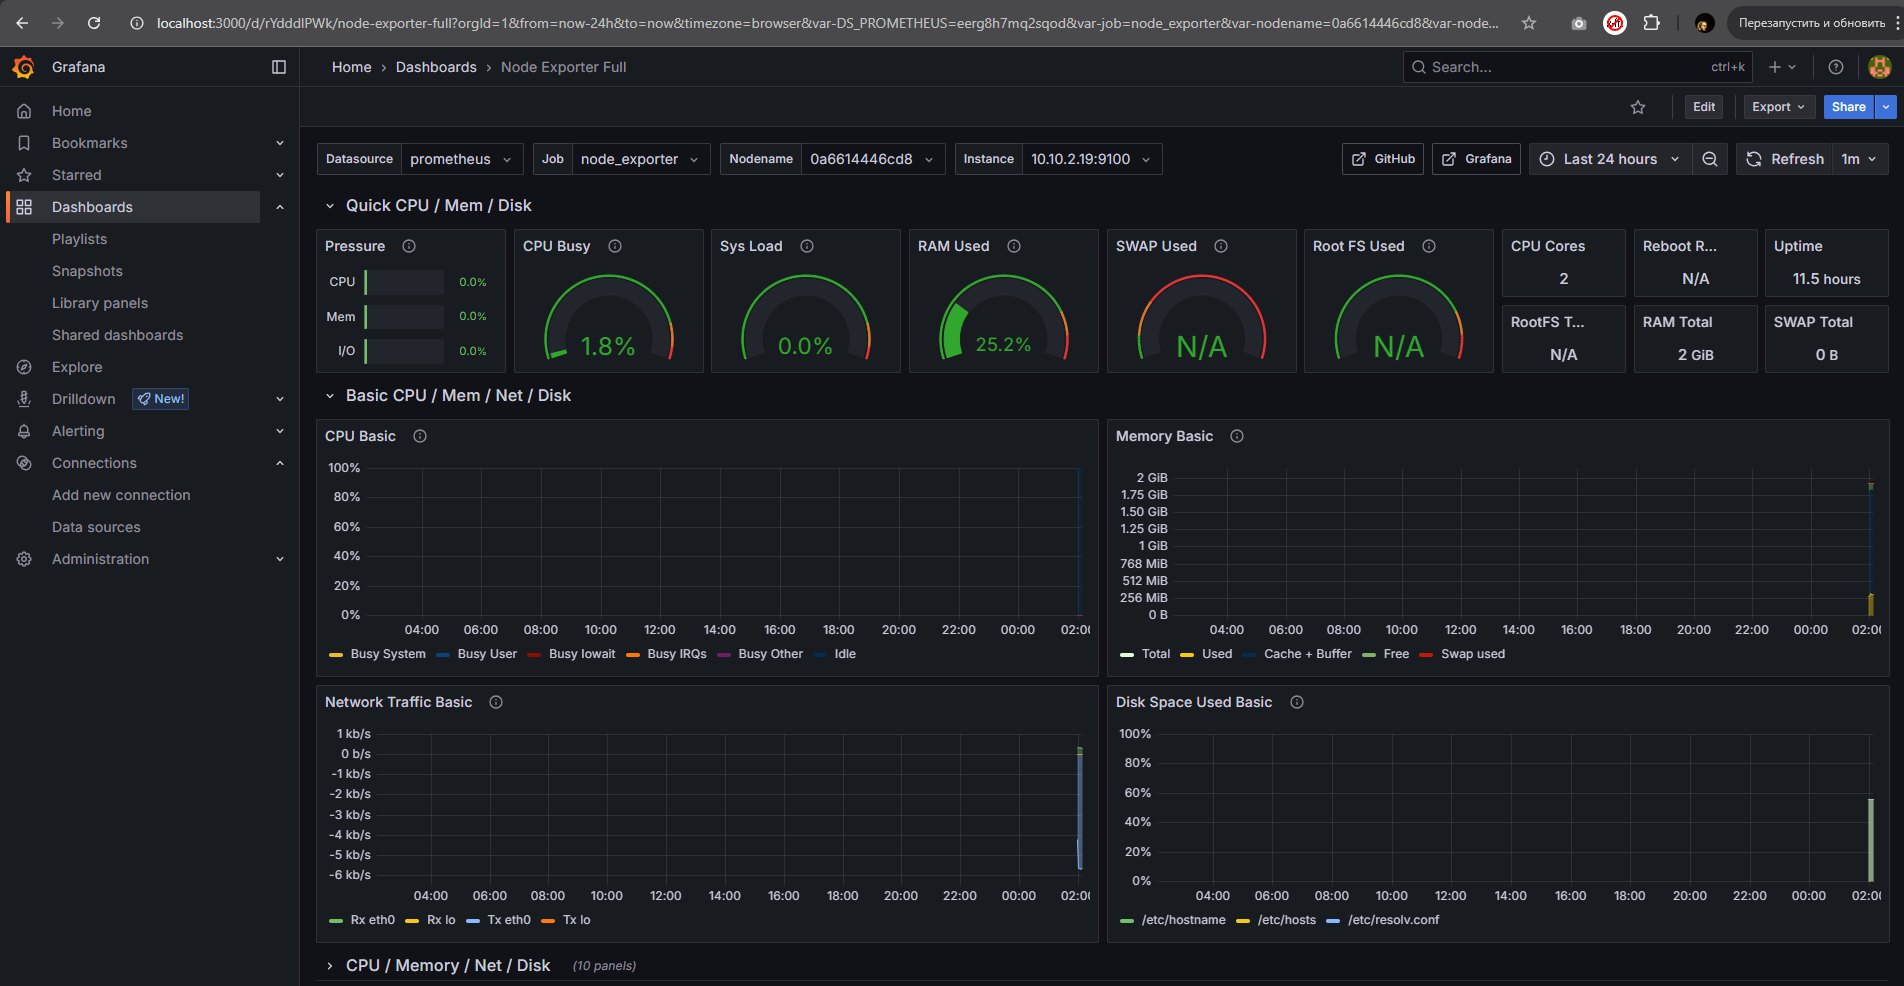 localhost:3000/d/rYdddlPWk/node-exporter-full?orgId=1&from=now-24h&to=now&timezone=browser&var-DS_PROMETHEUS=eerg8h7mq2sqod&var-job=node_exporter&var-nodename=0a6614446cd8&var-node...
Перезапустить и обновить
Grafana
Home › Dashboards › Node Exporter Full
Search... ctrl+k
Edit Export Share
Home
Bookmarks
Starred
Dashboards
Playlists
Snapshots
Library panels
Shared dashboards
Explore
Drilldown New!
Alerting
Connections
Add new connection
Data sources
Administration
Datasource prometheus Job node_exporter Nodename 0a6614446cd8 Instance 10.10.2.19:9100 GitHub Grafana Last 24 hours Refresh 1m
Quick CPU / Mem / Disk
Pressure
CPU 0.0%
Mem 0.0%
I/O 0.0%
CPU Busy
1.8%
Sys Load
0.0%
RAM Used
25.2%
SWAP Used
N/A
Root FS Used
N/A
CPU Cores
2
Reboot R...
N/A
Uptime
11.5 hours
RootFS T...
N/A
RAM Total
2 GiB
SWAP Total
0 B
Basic CPU / Mem / Net / Disk
CPU Basic
100%
80%
60%
40%
20%
0%
04:00 06:00 08:00 10:00 12:00 14:00 16:00 18:00 20:00 22:00 00:00 02:00
Busy System Busy User Busy Iowait Busy IRQs Busy Other Idle
Memory Basic
2 GiB
1.75 GiB
1.50 GiB
1.25 GiB
1 GiB
768 MiB
512 MiB
256 MiB
0 B
04:00 06:00 08:00 10:00 12:00 14:00 16:00 18:00 20:00 22:00 00:00 02:00
Total Used Cache + Buffer Free Swap used
Network Traffic Basic
1 kb/s
0 b/s
-1 kb/s
-2 kb/s
-3 kb/s
-4 kb/s
-5 kb/s
-6 kb/s
04:00 06:00 08:00 10:00 12:00 14:00 16:00 18:00 20:00 22:00 00:00 02:00
Rx eth0 Rx lo Tx eth0 Tx lo
Disk Space Used Basic
100%
80%
60%
40%
20%
0%
04:00 06:00 08:00 10:00 12:00 14:00 16:00 18:00 20:00 22:00 00:00 02:00
/etc/hostname /etc/hosts /etc/resolv.conf
CPU / Memory / Net / Disk (10 panels)